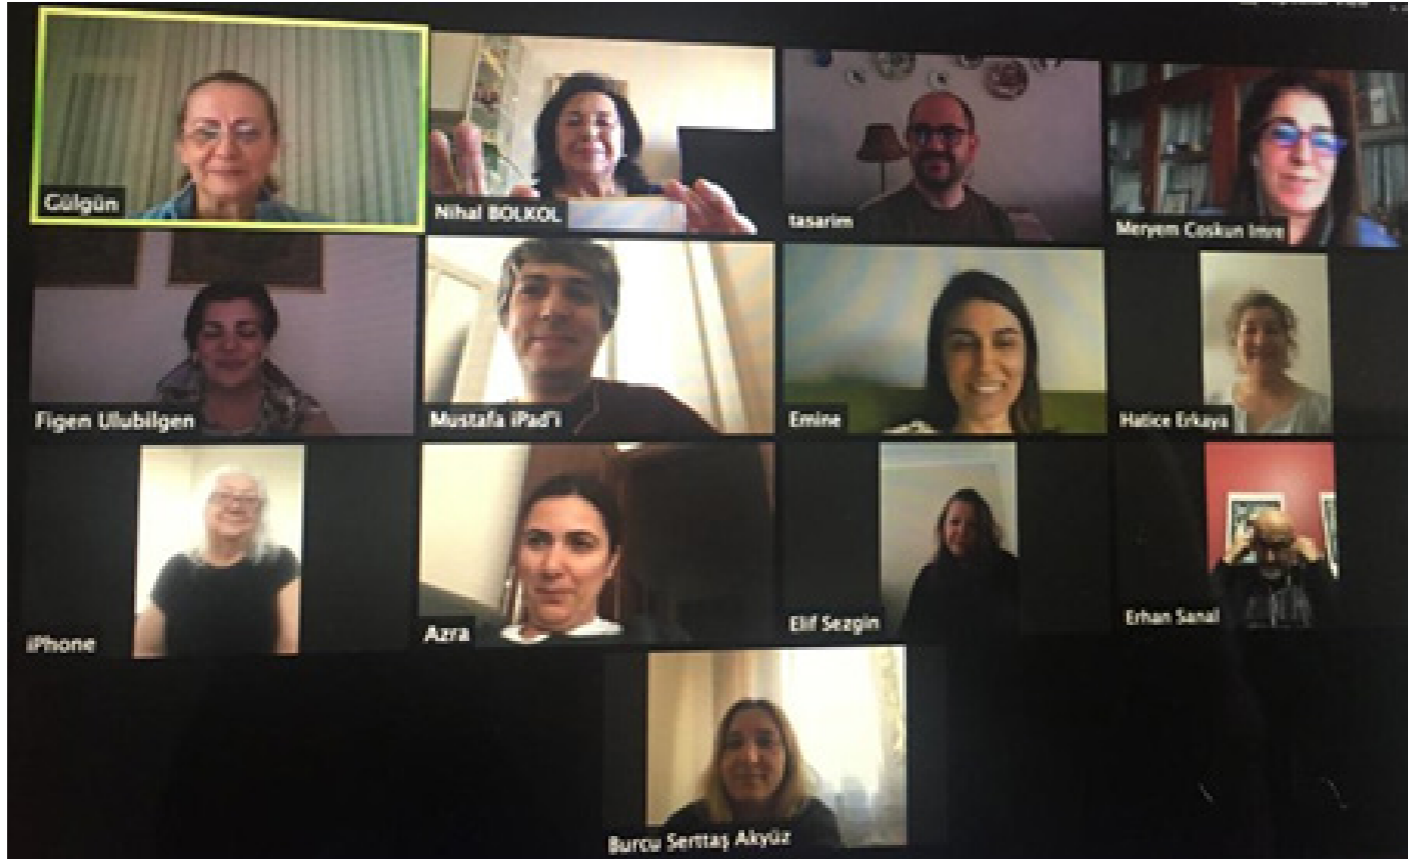 Gülgün
Nihal BOLKOL
tasarim
Meryem Coskun Imre
Figen Ulubilgen
Mustafa iPad'i
Emine
Hatice Erkaya
iPhone
Azra
Elif Sezgin
Erhan Sanal
Burcu Serttaş Akyüz